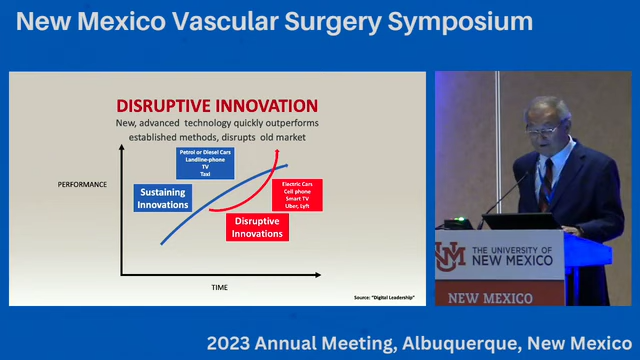 New Mexico Vascular Surgery Symposium
DISRUPTIVE INNOVATION
New, advanced technology quickly outperforms
established methods, disrupts old market
PERFORMANCE
Petrol or Diesel Cars
Landline-phone
TV
Taxi
Sustaining
Innovations
Electric Cars
Cell phone
Smart TV
Uber, Lyft
Disruptive
Innovations
TIME
Source: "Digital Leadership"
UNM
THE UNIVERSITY OF
NEW MEXICO
NEW MEXICO
2023 Annual Meeting, Albuquerque, New Mexico